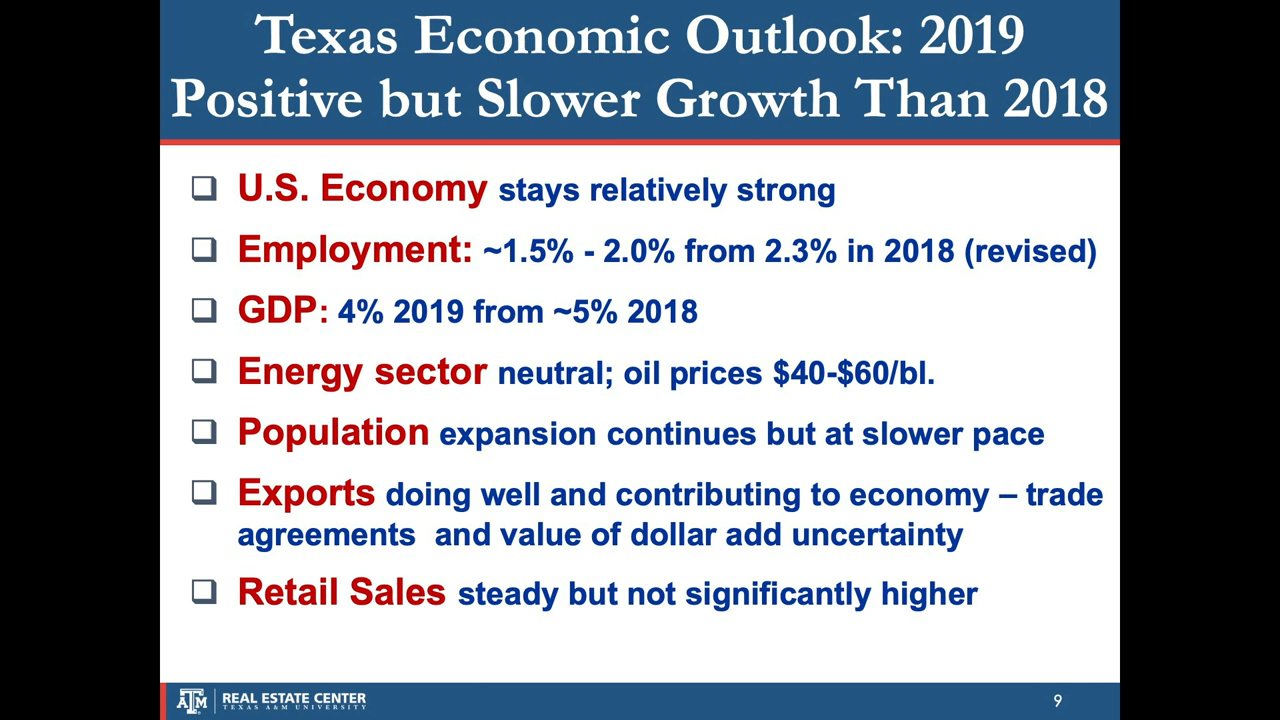 Texas Economic Outlook: 2019
Positive but Slower Growth Than 2018
U.S. Economy stays relatively strong
Employment: ~1.5% - 2.0% from 2.3% in 2018 (revised)
GDP: 4% 2019 from ~5% 2018
Energy sector neutral; oil prices $40-$60/bl.
Population expansion continues but at slower pace
Exports doing well and contributing to economy – trade
agreements and value of dollar add uncertainty
Retail Sales steady but not significantly higher
ATM REAL ESTATE CENTER
TEXAS A&M UNIVERSITY
9